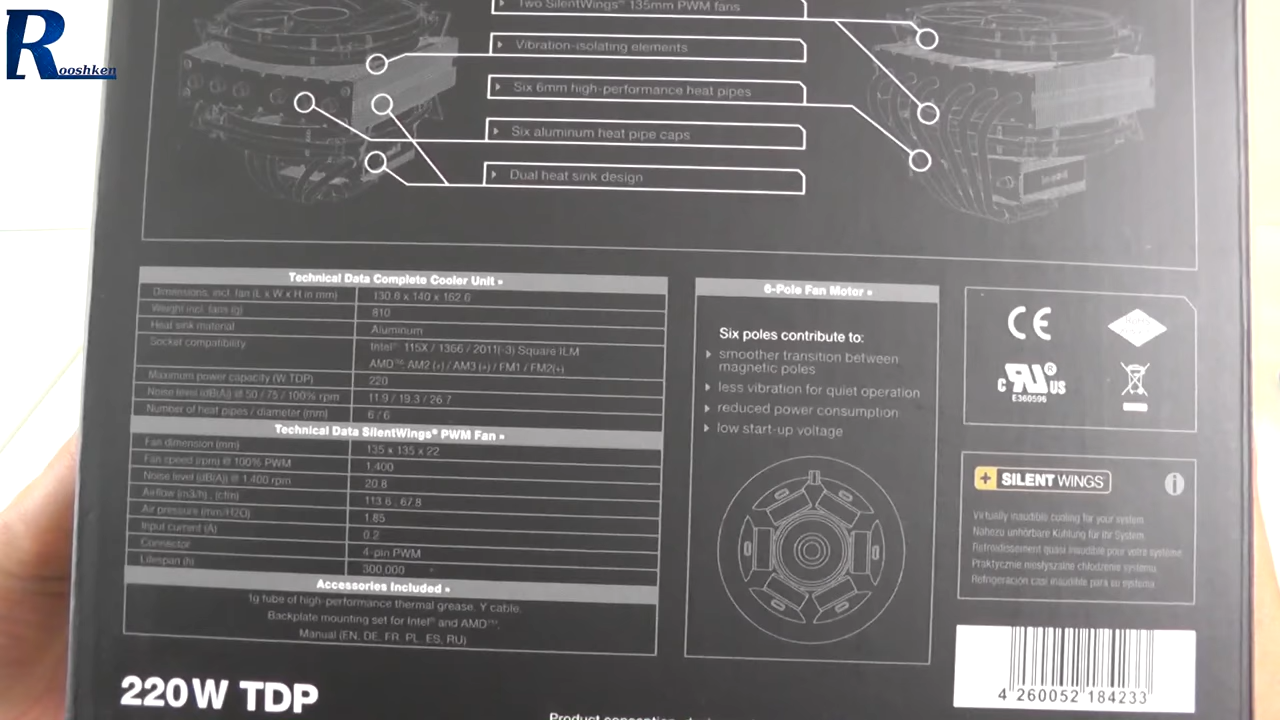 Rooshken
Two SilentWings® 135mm PWM fans
Vibration-isolating elements
Six 6mm high-performance heat pipes
Six aluminum heat pipe caps
Dual heat sink design
Technical Data Complete Cooler Unit »
Dimensions, incl. fan (L x W x H in mm) 130.6 x 140 x 162.6
Weight incl. fans (g) 810
Heat sink material Aluminum
Socket compatibility Intel® 115X / 1366 / 2011(-3) Square ILM
AMD™: AM2 (+) / AM3 (+) / FM1 / FM2(+)
Maximum power capacity (W TDP) 220
Noise level (dB(A)) @ 50 / 75 / 100% rpm 11.9 / 19.3 / 26.7
Number of heat pipes / diameter (mm) 6 / 6
Technical Data SilentWings® PWM Fan »
Fan dimension (mm) 135 x 135 x 22
Fan speed (rpm) @ 100% PWM 1,400
Noise level (dB(A)) @ 1,400 rpm 20.8
Airflow (m3/h) , (cfm) 113.6 , 67.8
Air pressure (mm/H2O) 1.85
Input current (A) 0.2
Connector 4-pin PWM
Lifespan (h) 300,000
Accessories Included »
1g tube of high-performance thermal grease, Y cable,
Backplate mounting set for Intel® and AMD™,
Manual (EN, DE, FR, PL, ES, RU)
220W TDP
6-Pole Fan Motor »
Six poles contribute to:
smoother transition between
magnetic poles
less vibration for quiet operation
reduced power consumption
low start-up voltage
CE
c RU® US
E360596
SILENTWINGS
Virtually inaudible cooling for your system
Nahezu unhörbare Kühlung für Ihr System
Refroidissement quasi inaudible pour votre système
Praktycznie niesłyszalne chłodzenie systemu
Refrigeración casi inaudible para su systema
4 260052 184233